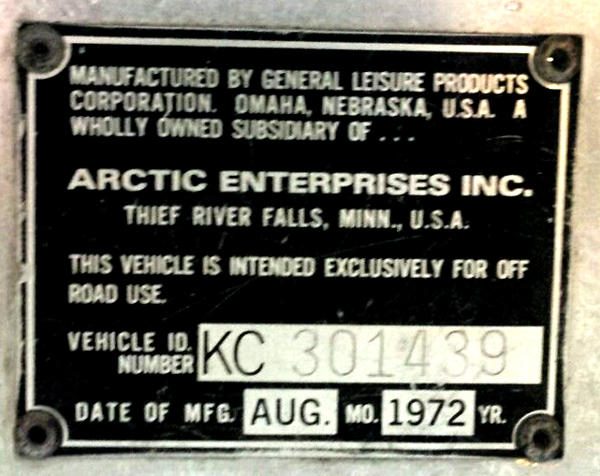 MANUFACTURED BY GENERAL LEISURE PRODUCTS
CORPORATION. OMAHA, NEBRASKA, U.S.A. A
WHOLLY OWNED SUBSIDIARY OF ...
ARCTIC ENTERPRISES INC.
THIEF RIVER FALLS, MINN., U.S.A.
THIS VEHICLE IS INTENDED EXCLUSIVELY FOR OFF
ROAD USE.
VEHICLE ID. NUMBER KC 301439
DATE OF MFG. AUG. MO. 1972 YR.